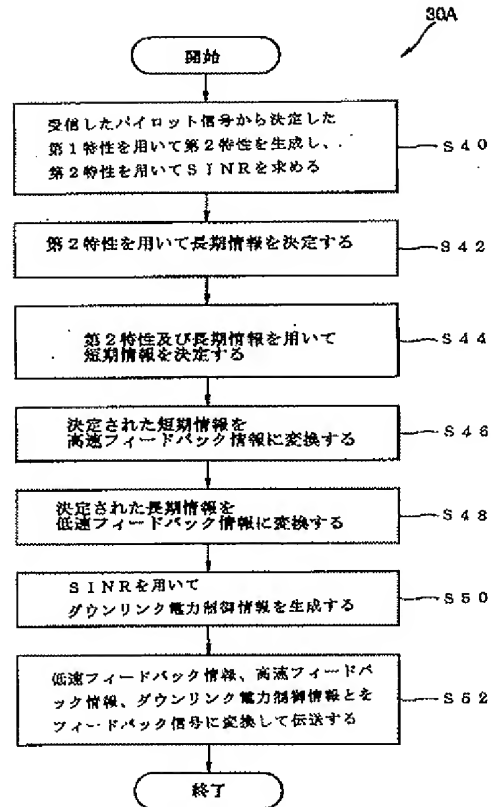 30A
開始
受信したパイロット信号から決定した
第1特性を用いて第2特性を生成し、
第2特性を用いてSINRを求める
S40
第2特性を用いて長期情報を決定する
S42
第2特性及び長期情報を用いて
短期情報を決定する
S44
決定された短期情報を
高速フィードバック情報に変換する
S46
決定された長期情報を
低速フィードバック情報に変換する
S48
SINRを用いて
ダウンリンク電力制御情報を生成する
S50
低速フィードバック情報、高速フィードバ
ック情報、ダウンリンク電力制御情報とを
フィードバック信号に変換して伝送する
S52
終了